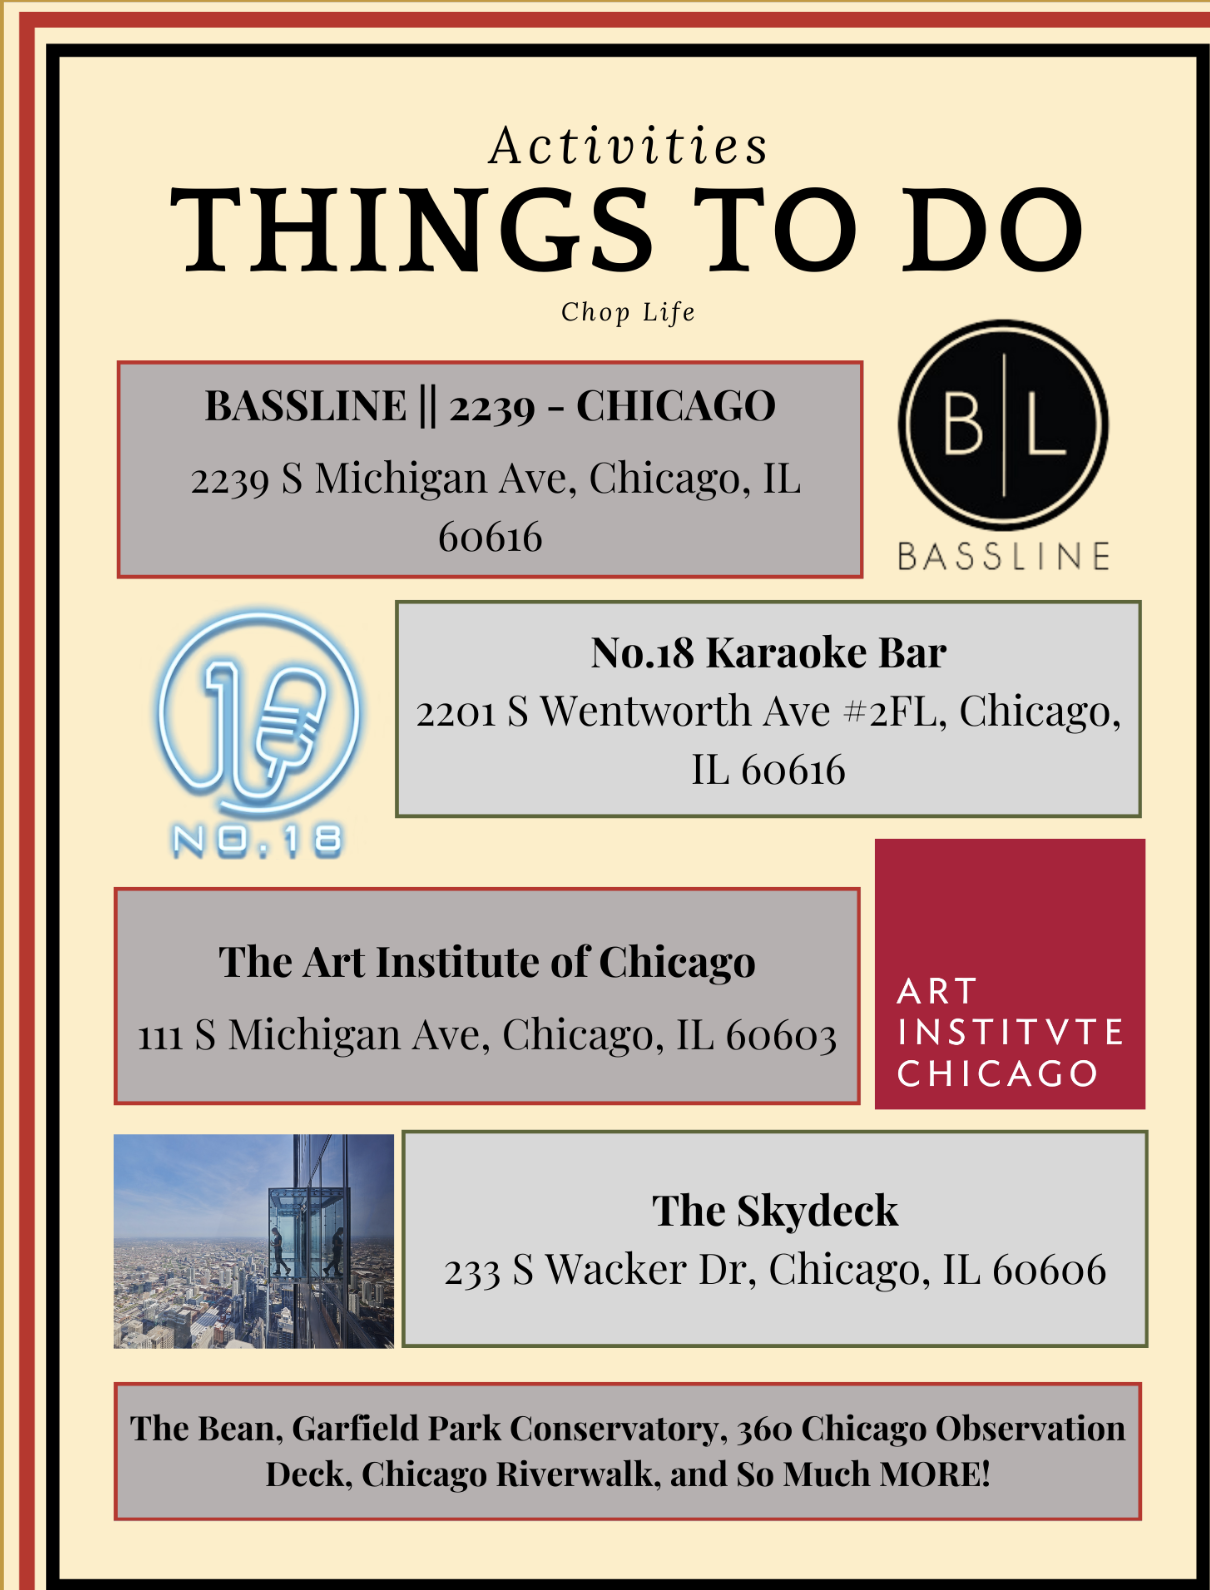 Activities
THINGS TO DO
Chop Life
BASSLINE || 2239 - CHICAGO
2239 S Michigan Ave, Chicago, IL
60616
B|L
BASSLINE
NO.18
No.18 Karaoke Bar
2201 S Wentworth Ave #2FL, Chicago,
IL 60616
The Art Institute of Chicago
111 S Michigan Ave, Chicago, IL 60603
ART
INSTITVTE
CHICAGO
The Skydeck
233 S Wacker Dr, Chicago, IL 60606
The Bean, Garfield Park Conservatory, 360 Chicago Observation
Deck, Chicago Riverwalk, and So Much MORE!